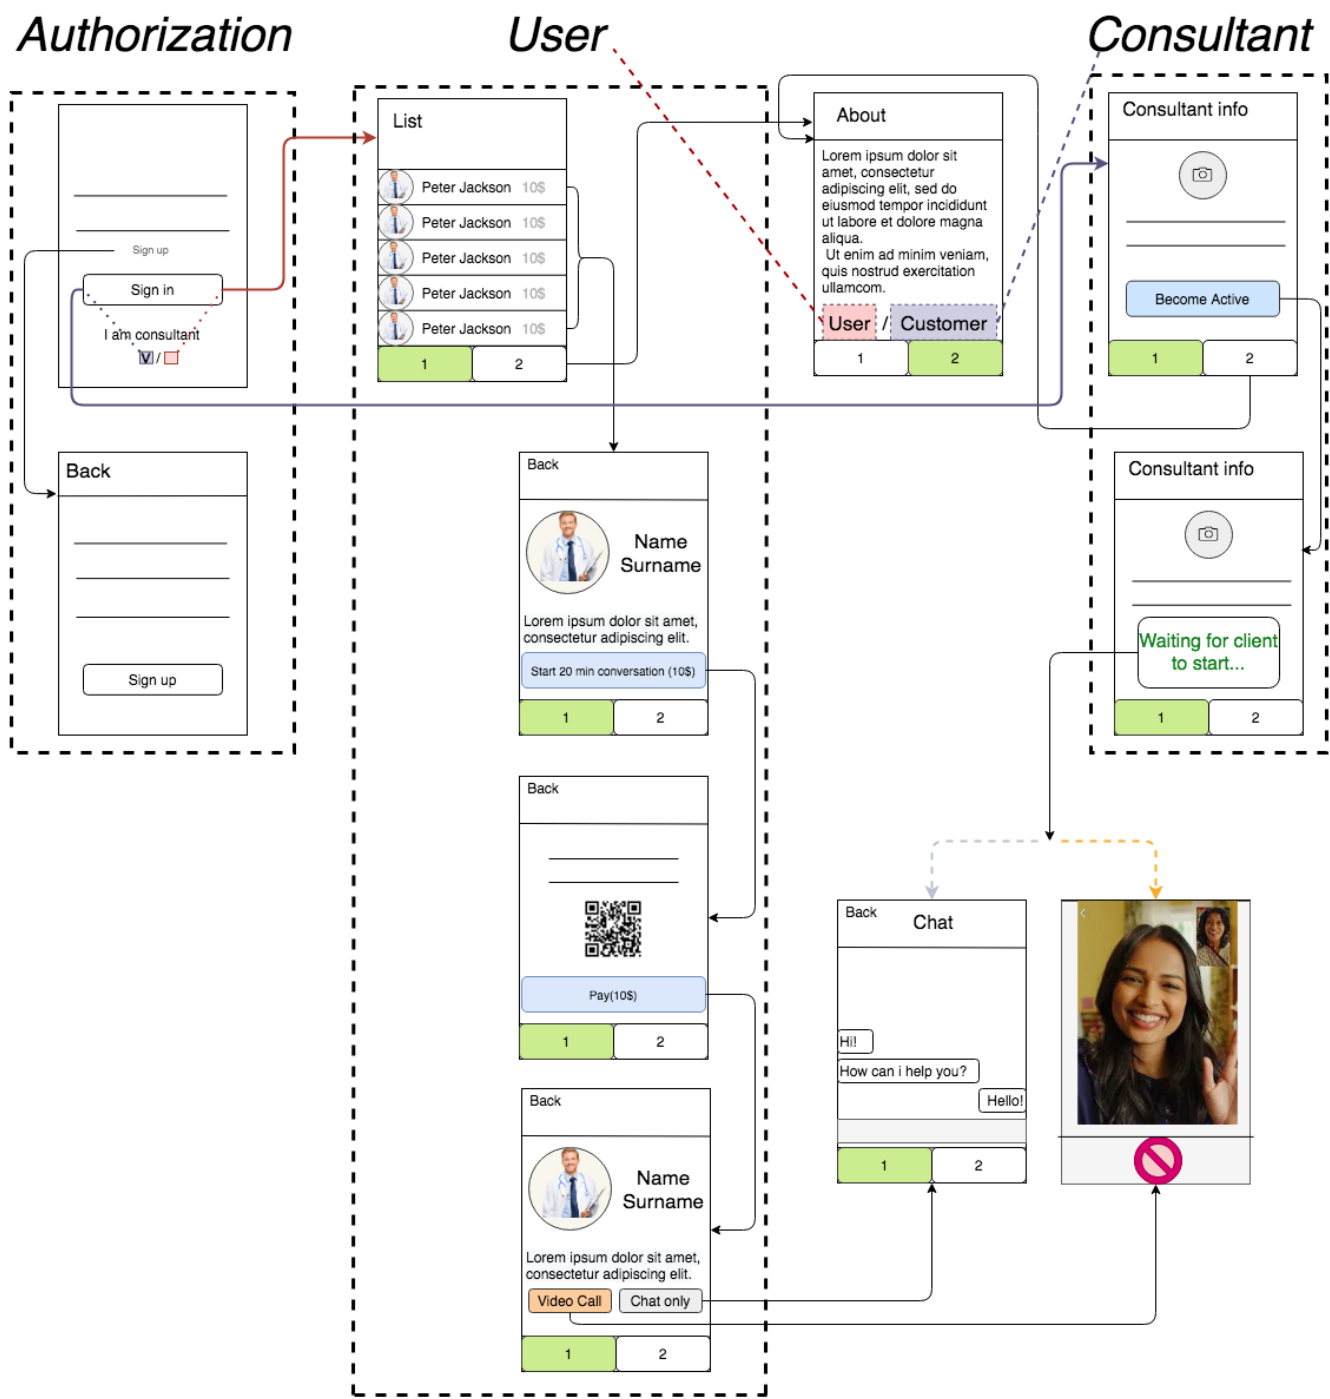 Authorization
User
Consultant
Sign up
Sign in
I am consultant
V /
Back
Sign up
List
Peter Jackson 10$
Peter Jackson 10$
Peter Jackson 10$
Peter Jackson 10$
Peter Jackson 10$
1
2
Back
Name
Surname
Lorem ipsum dolor sit amet,
consectetur adipiscing elit.
Start 20 min conversation (10$)
1
2
Back
Pay(10$)
1
2
Back
Name
Surname
Lorem ipsum dolor sit amet,
consectetur adipiscing elit.
Video Call
Chat only
1
2
About
Lorem ipsum dolor sit
amet, consectetur
adipiscing elit, sed do
eiusmod tempor incididunt
ut labore et dolore magna
aliqua.
Ut enim ad minim veniam,
quis nostrud exercitation
ullamcom.
User / Customer
1
2
Consultant info
Become Active
1
2
Consultant info
Waiting for client
to start...
1
2
Back
Chat
Hi!
How can i help you?
Hello!
1
2